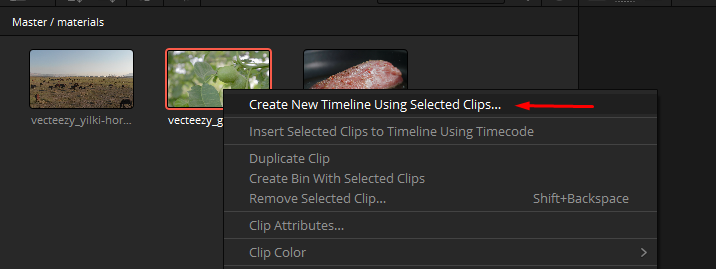 Master / materials
vecteezy_yilki-hor...
vecteezy_g
Create New Timeline Using Selected Clips...
Insert Selected Clips to Timeline Using Timecode
Duplicate Clip
Create Bin With Selected Clips
Remove Selected Clip... Shift+Backspace
Clip Attributes...
Clip Color